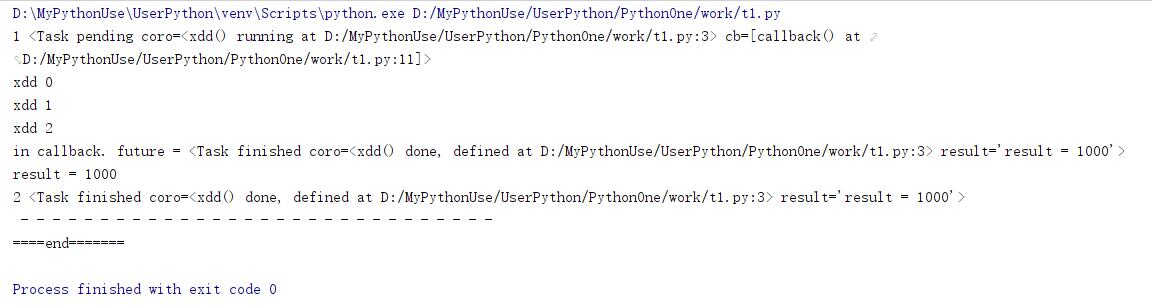 D:\MyPythonUse\UserPython\venv\Scripts\python.exe D:/MyPythonUse/UserPython/PythonOne/work/t1.py
1 <Task pending coro=<xdd() running at D:/MyPythonUse/UserPython/PythonOne/work/t1.py:3> cb=[callback() at
D:/MyPythonUse/UserPython/PythonOne/work/t1.py:11]>
xdd 0
xdd 1
xdd 2
in callback. future = <Task finished coro=<xdd() done, defined at D:/MyPythonUse/UserPython/PythonOne/work/t1.py:3> result='result = 1000'>
result = 1000
2 <Task finished coro=<xdd() done, defined at D:/MyPythonUse/UserPython/PythonOne/work/t1.py:3> result='result = 1000'>
- - - - - - - - - - - - - - - - - - - - - - - - - - - - - -
====end=======
Process finished with exit code 0